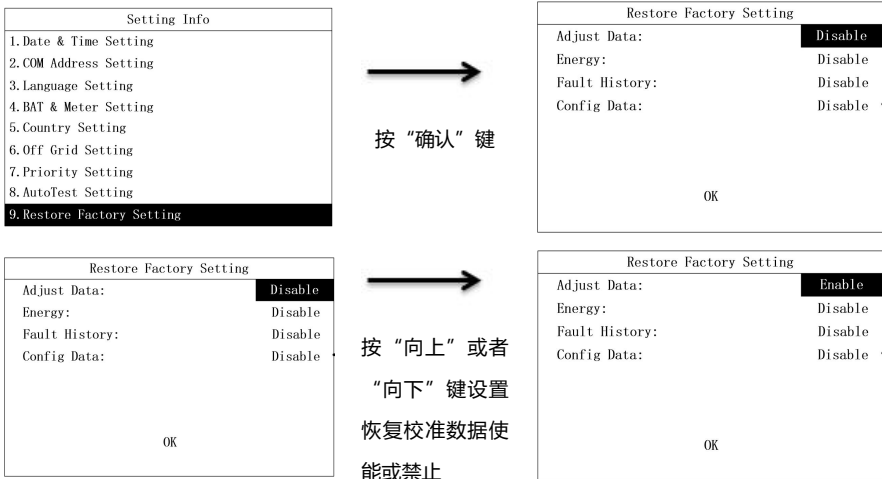 Setting Info
1.Date & Time Setting
2.COM Address Setting
3.Language Setting
4.BAT & Meter Setting
5.Country Setting
6.Off Grid Setting
7.Priority Setting
8.AutoTest Setting
9.Restore Factory Setting
按“确认”键
Restore Factory Setting
Adjust Data: Disable
Energy: Disable
Fault History: Disable
Config Data: Disable
OK
Restore Factory Setting
Adjust Data: Disable
Energy: Disable
Fault History: Disable
Config Data: Disable
OK
按“向上”或者
“向下”键设置
恢复校准数据使
能或禁止
Restore Factory Setting
Adjust Data: Enable
Energy: Disable
Fault History: Disable
Config Data: Disable
OK